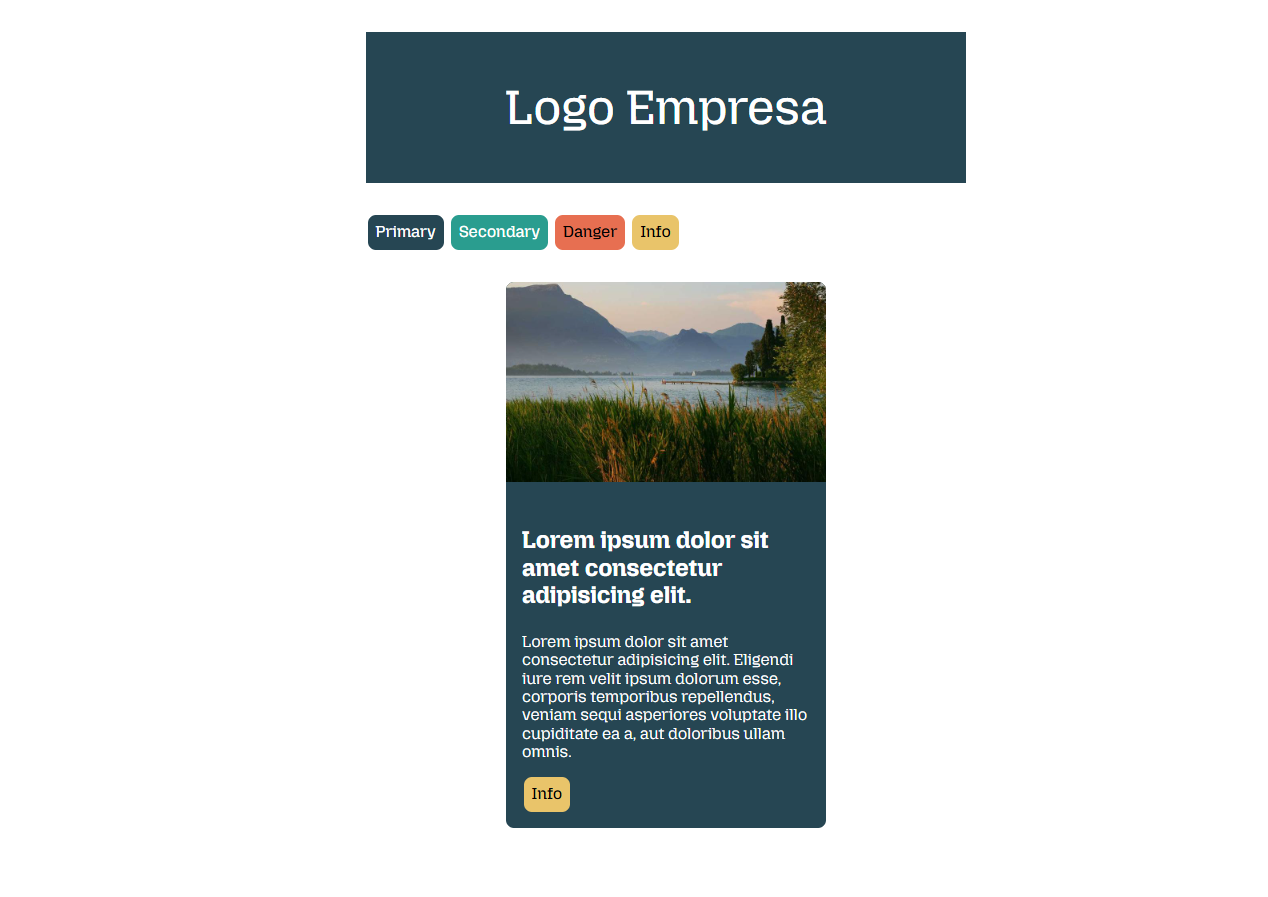 Logo Empresa
Primary Secondary Danger Info
Lorem ipsum dolor sit
amet consectetur
adipisicing elit.
Lorem ipsum dolor sit amet
consectetur adipisicing elit. Eligendi
iure rem velit ipsum dolorum esse,
corporis temporibus repellendus,
veniam sequi asperiores voluptate illo
cupiditate ea a, aut doloribus ullam
omnis.
Info